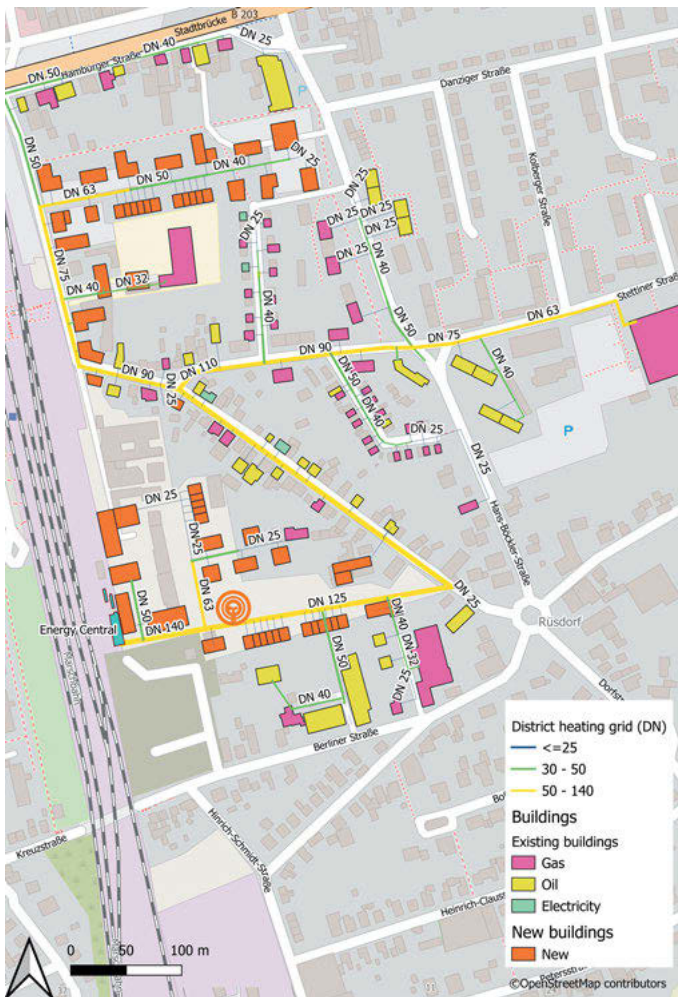 Stadtbrücke B 203
DN 25
DN 40
Hamburger Straße
DN 50
Danziger Straße
P
Kolberger Straße
DN 50
DN 25
DN 40
DN 50
DN 63
DN 25
DN 25
DN 25
DN 25
DN 25
DN 75
DN 40
DN 32
DN 40
DN 40
DN 50
Stettiner Straße
DN 63
DN 75
DN 90
DN 110
DN 90
DN 25
DN 50
DN 40
DN 40
DN 25
P
DN 25
Hans-Böckler-Straße
DN 25
DN 25
DN 25
DN 63
DN 125
DN 25
DN 50
Energy Central
DN 140
Rüsdorf
DN 40
DN 32
DN 50
DN 25
DN 40
Berliner Straße
Dorfstr
Kreuzstraße
Hinrich-Schmidt-Straße
Heinrich-Clauss
Petersstraß
District heating grid (DN)
<=25
30 - 50
50 - 140
Buildings
Existing buildings
Gas
Oil
Electricity
New buildings
New
0 50 100 m
©OpenStreetMap contributors